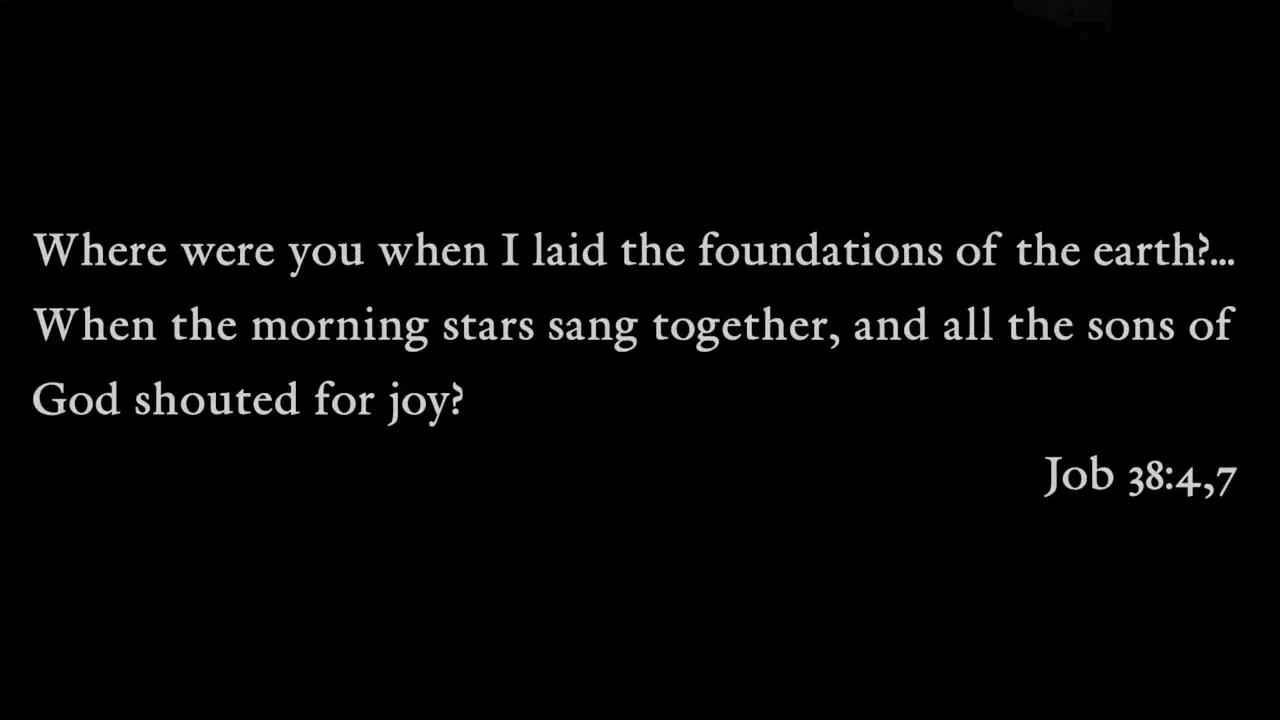 Where were you when I laid the foundations of the earth?...
When the morning stars sang together, and all the sons of
God shouted for joy?
Job 38:4,7